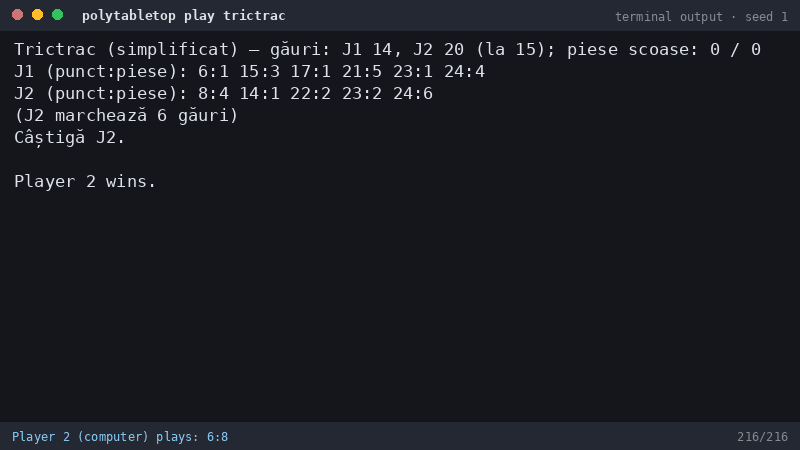 polytabletop play trictrac
terminal output · seed 1
Trictrac (simplificat) — găuri: J1 14, J2 20 (la 15); piese scoase: 0 / 0
J1 (punct:piese): 6:1 15:3 17:1 21:5 23:1 24:4
J2 (punct:piese): 8:4 14:1 22:2 23:2 24:6
(J2 marchează 6 găuri)
Câștigă J2.
Player 2 wins.
Player 2 (computer) plays: 6:8
216/216